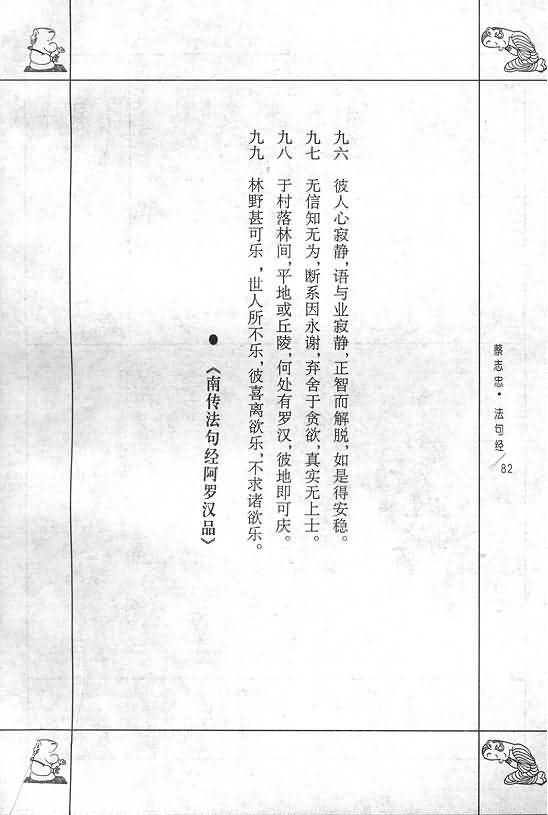 九六 彼人心寂静，语与业寂静，正智而解脱，如是得安稳。
九七 无信知无为，断系因永谢，弃舍于贪欲，真实无上士。
九八 于村落林间，平地或丘陵，何处有罗汉，彼地即可庆。
九九 林野甚可乐，世人所不乐，彼喜离欲乐，不求诸欲乐。
●《南传法句经阿罗汉品》
蔡志忠·法句经/82